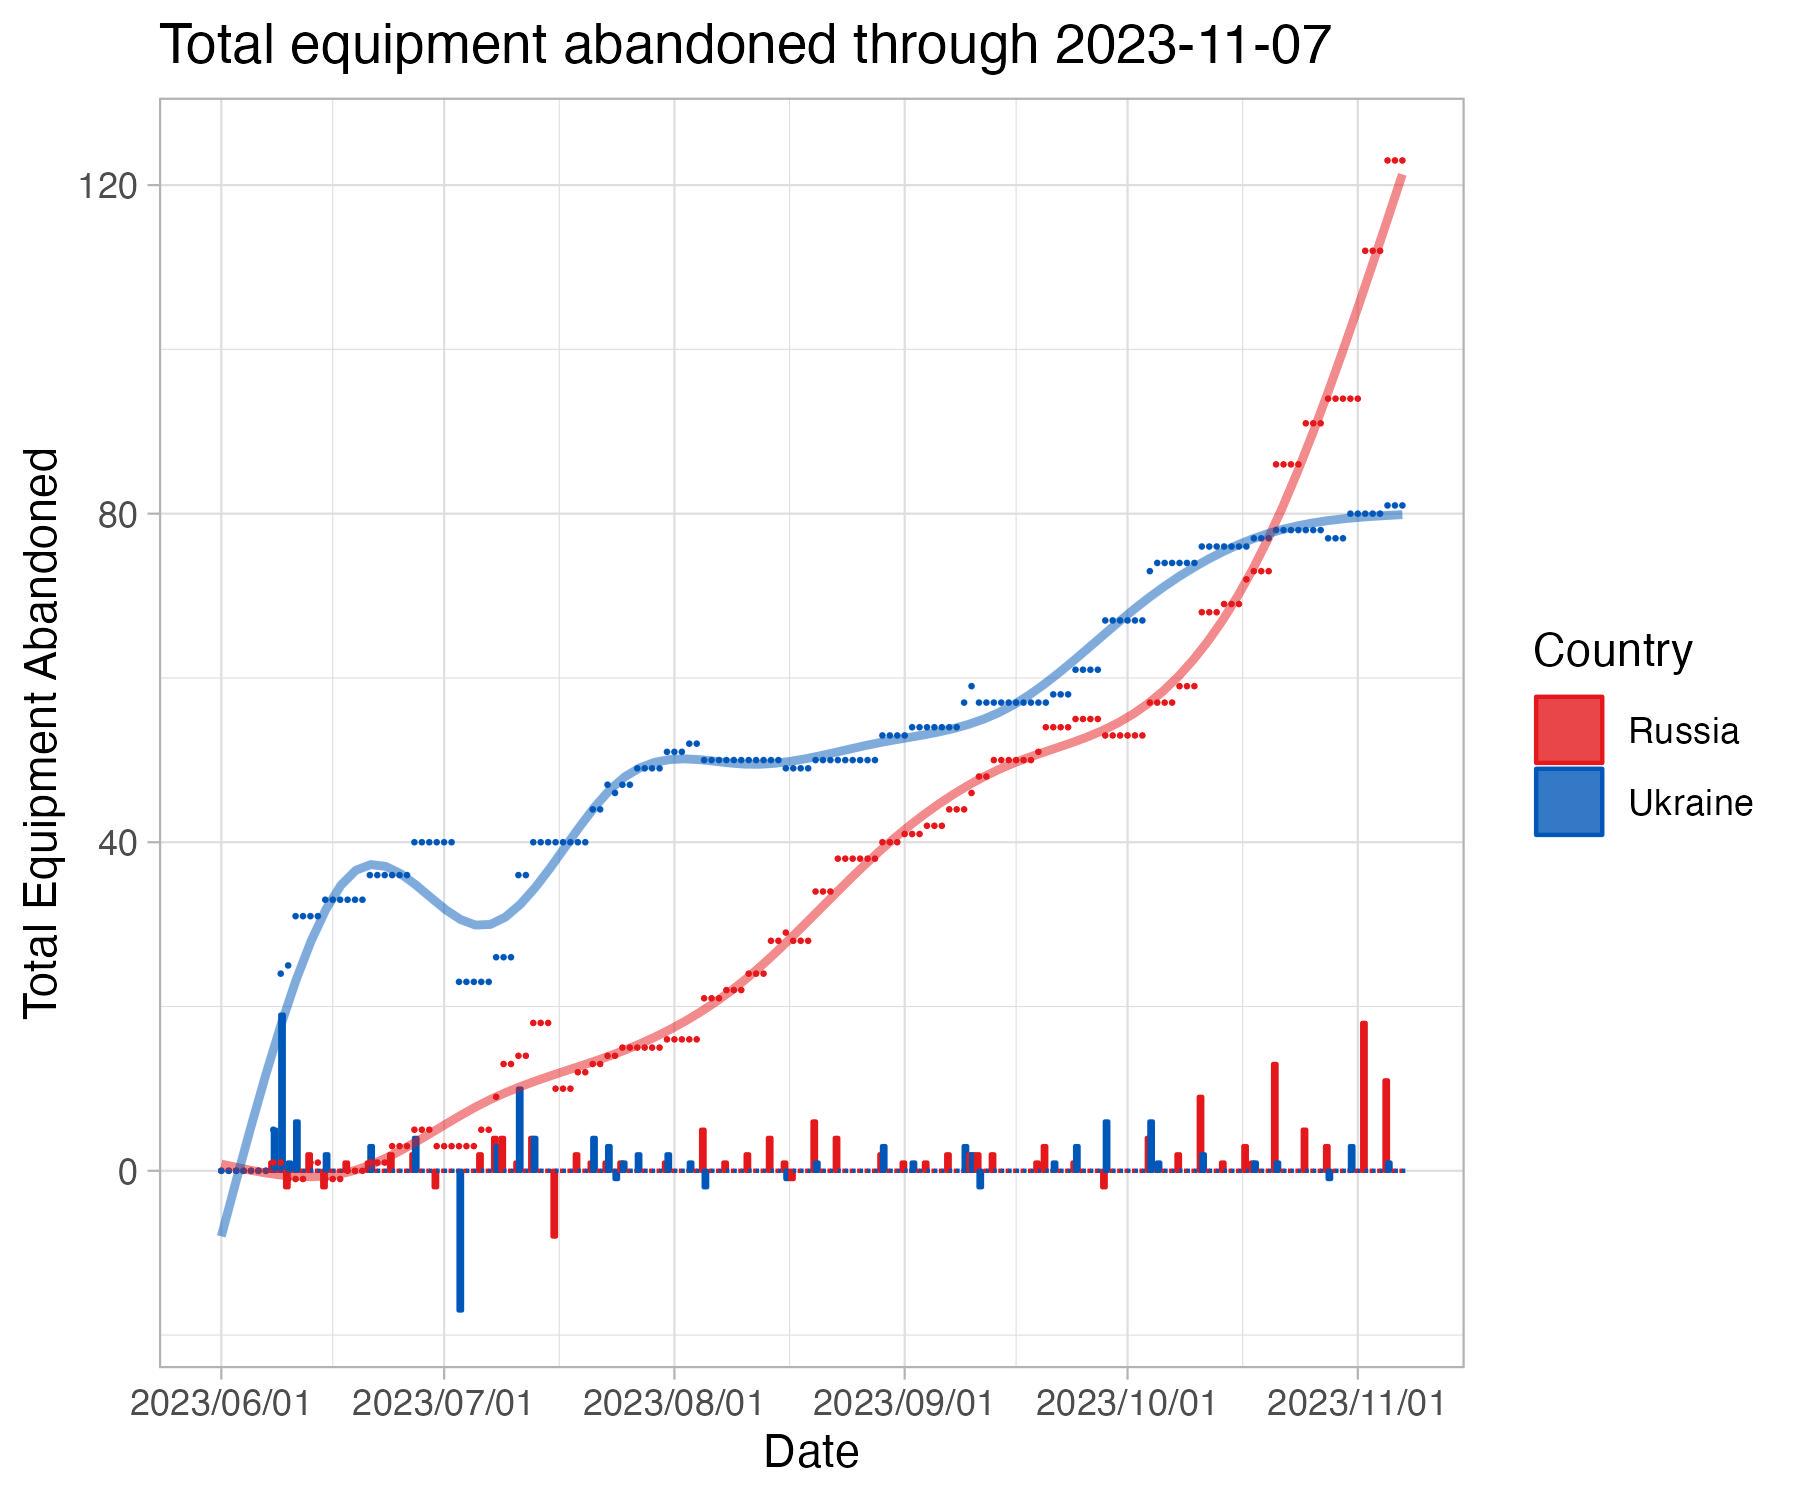 Total equipment abandoned through 2023-11-07
Total Equipment Abandoned
120
80
40
0
2023/06/01
2023/07/01
2023/08/01
2023/09/01
2023/10/01
2023/11/01
Date
Country
Russia
Ukraine